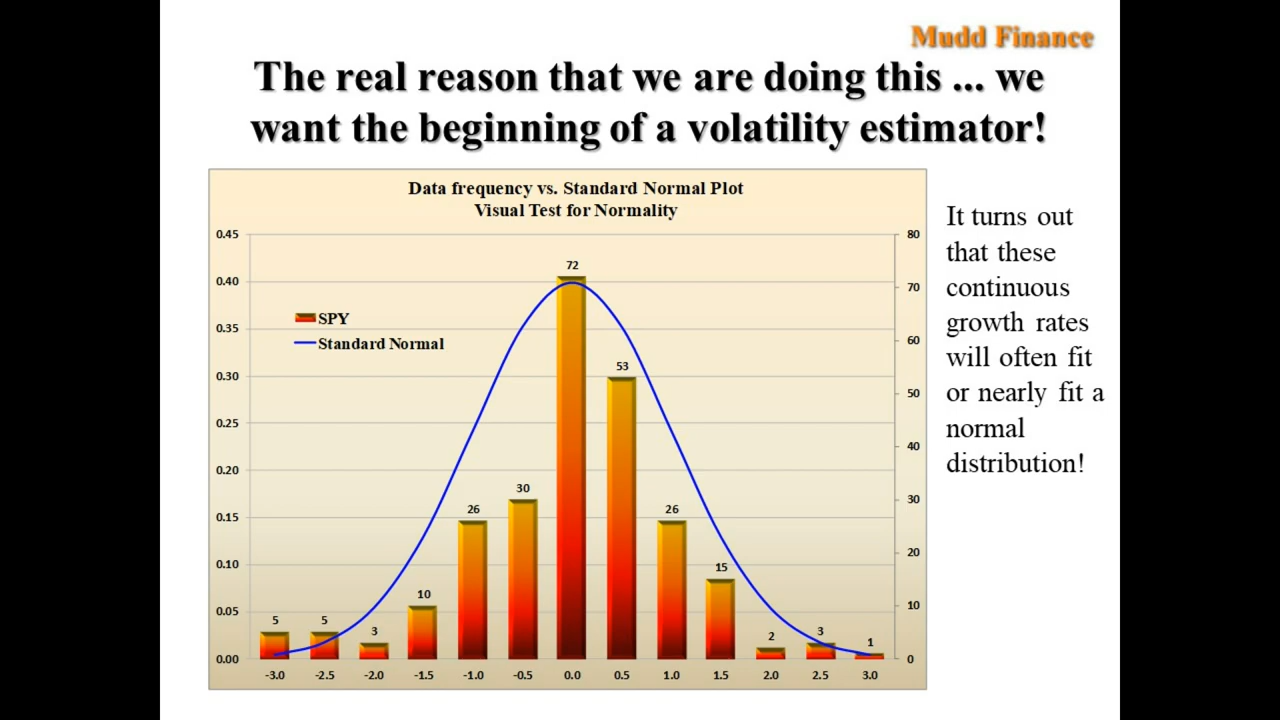 Mudd Finance
The real reason that we are doing this ... we
want the beginning of a volatility estimator!
Data frequency vs. Standard Normal Plot
Visual Test for Normality
0.45
0.40
0.35
0.30
0.25
0.20
0.15
0.10
0.05
0.00
80
70
60
50
40
30
20
10
0
SPY
Standard Normal
5
5
3
10
26
30
72
53
26
15
2
3
1
-3.0 -2.5 -2.0 -1.5 -1.0 -0.5 0.0 0.5 1.0 1.5 2.0 2.5 3.0
It turns out
that these
continuous
growth rates
will often fit
or nearly fit a
normal
distribution!